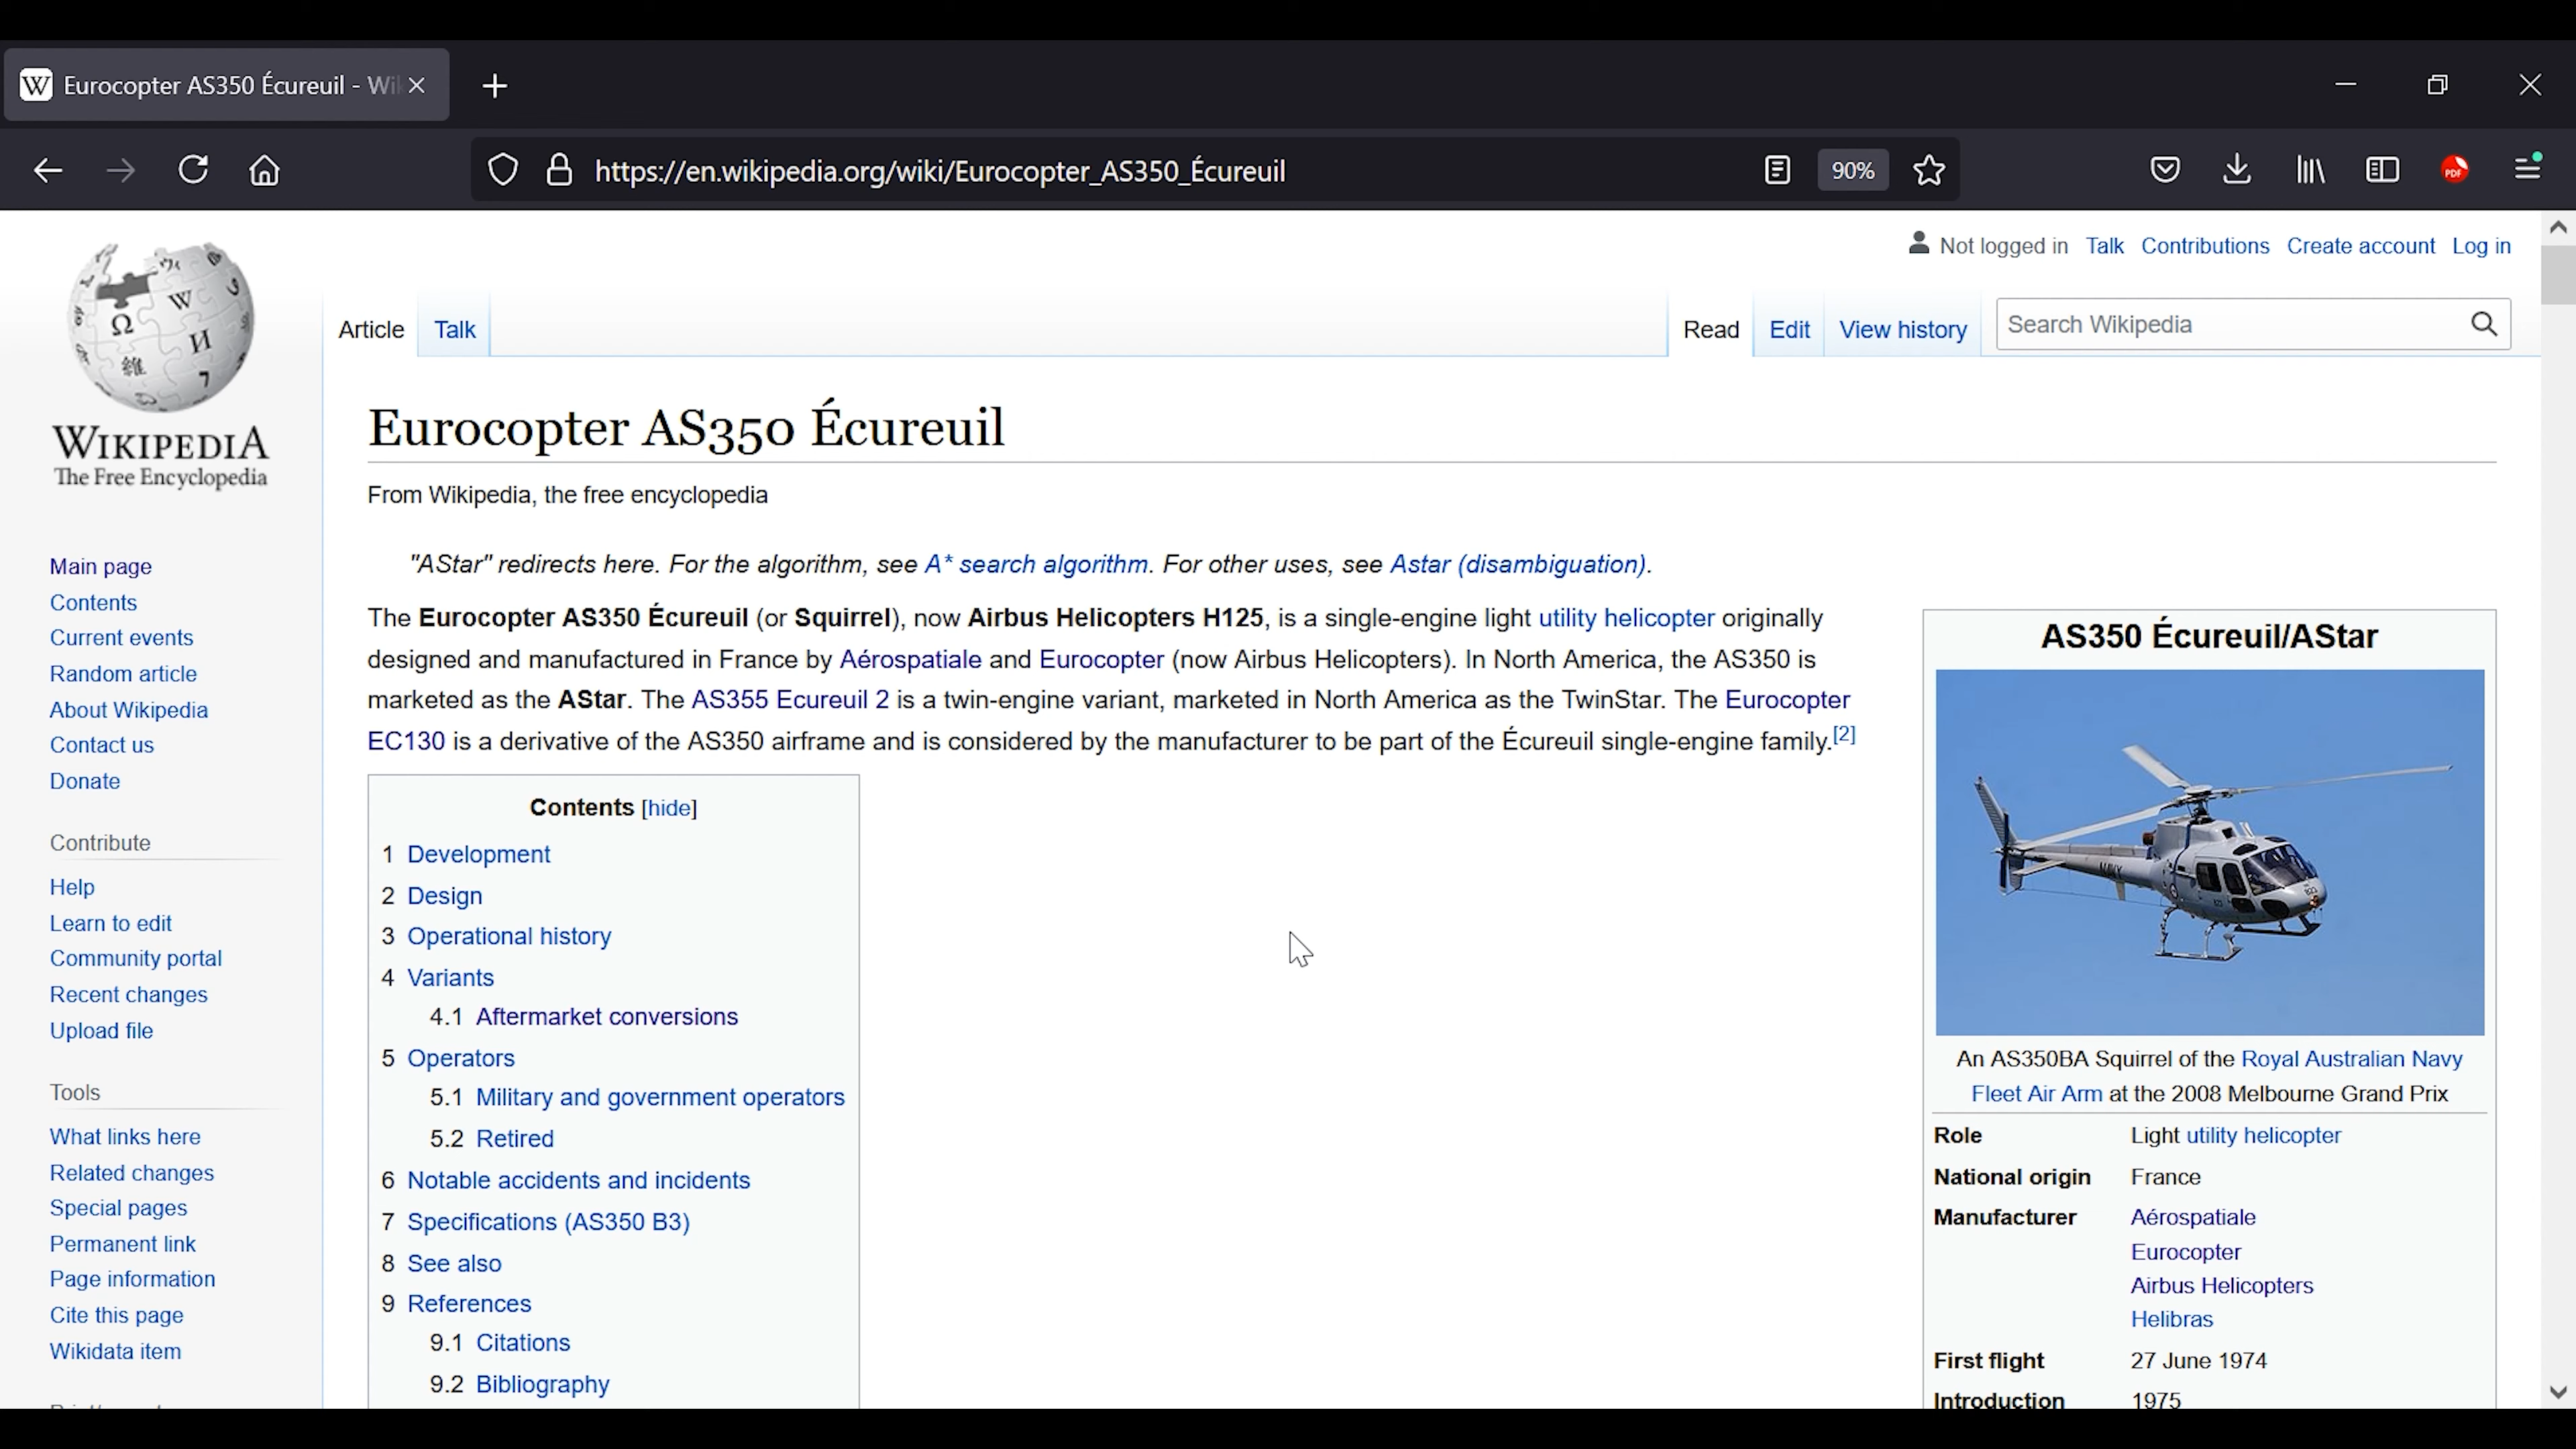 Eurocopter AS350 Écureuil - Wik
https://en.wikipedia.org/wiki/Eurocopter_AS350_Écureuil
90%
PDF
Not logged in Talk Contributions Create account Log in
WIKIPEDIA
The Free Encyclopedia
Article Talk Read Edit View history Search Wikipedia
Eurocopter AS350 Écureuil
From Wikipedia, the free encyclopedia
"AStar" redirects here. For the algorithm, see A* search algorithm. For other uses, see Astar (disambiguation).
The Eurocopter AS350 Écureuil (or Squirrel), now Airbus Helicopters H125, is a single-engine light utility helicopter originally
designed and manufactured in France by Aérospatiale and Eurocopter (now Airbus Helicopters). In North America, the AS350 is
marketed as the AStar. The AS355 Ecureuil 2 is a twin-engine variant, marketed in North America as the TwinStar. The Eurocopter
EC130 is a derivative of the AS350 airframe and is considered by the manufacturer to be part of the Écureuil single-engine family.[2]
Main page
Contents
Current events
Random article
About Wikipedia
Contact us
Donate
Contribute
Help
Learn to edit
Community portal
Recent changes
Upload file
Tools
What links here
Related changes
Special pages
Permanent link
Page information
Cite this page
Wikidata item
Contents [hide]
1 Development
2 Design
3 Operational history
4 Variants
4.1 Aftermarket conversions
5 Operators
5.1 Military and government operators
5.2 Retired
6 Notable accidents and incidents
7 Specifications (AS350 B3)
8 See also
9 References
9.1 Citations
9.2 Bibliography
AS350 Écureuil/AStar
NAVY
An AS350BA Squirrel of the Royal Australian Navy
Fleet Air Arm at the 2008 Melbourne Grand Prix
Role Light utility helicopter
National origin France
Manufacturer Aérospatiale
Eurocopter
Airbus Helicopters
Helibras
First flight 27 June 1974
Introduction 1975